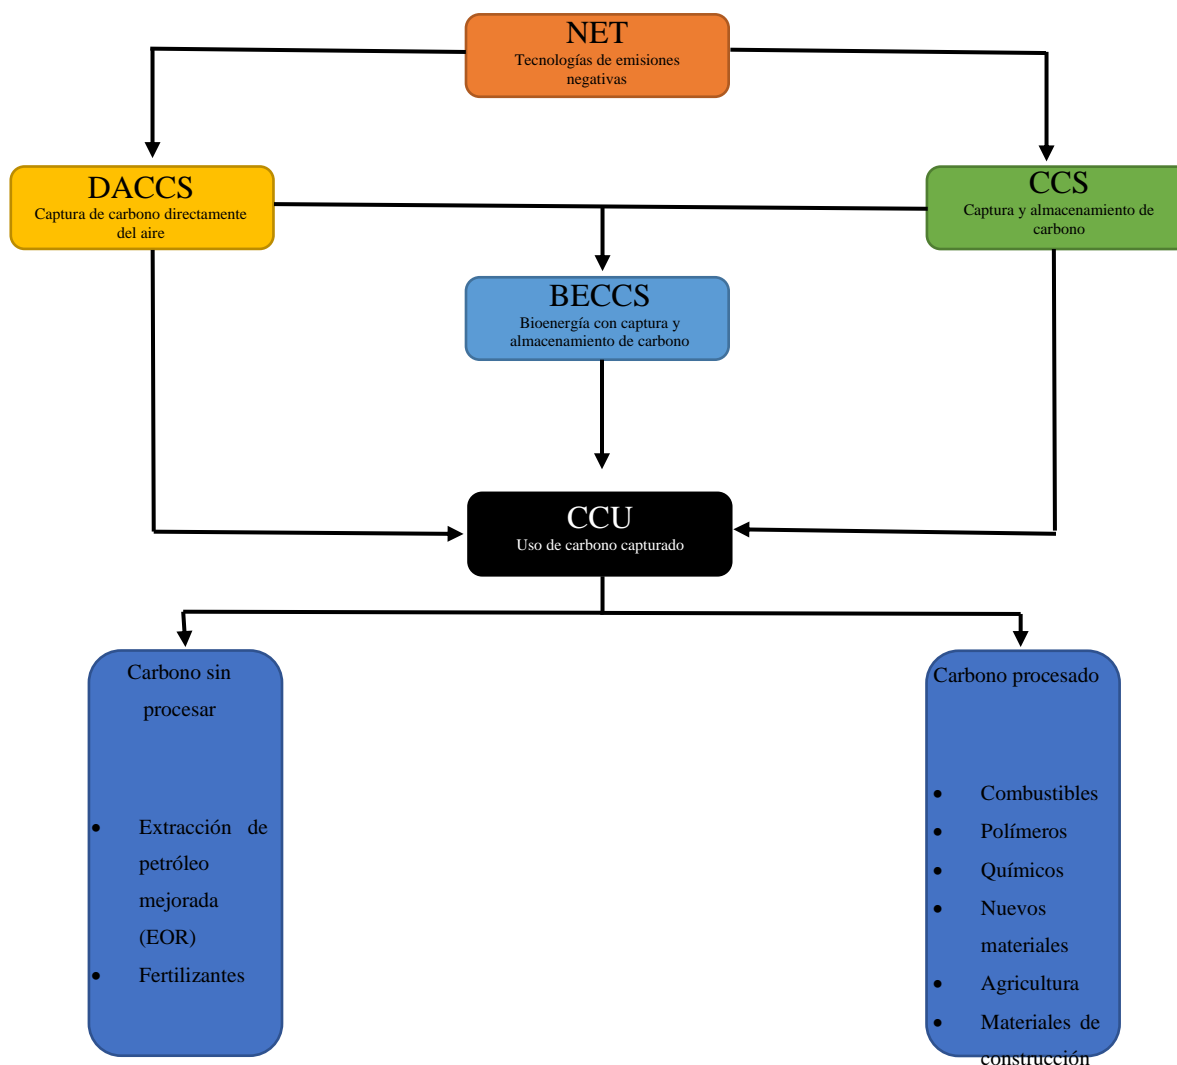 NET
Tecnologías de emisiones
negativas
DACCS
Captura de carbono directamente
del aire
CCS
Captura y almacenamiento de
carbono
BECCS
Bioenergía con captura y
almacenamiento de carbono
CCU
Uso de carbono capturado
Carbono sin
procesar
• Extracción de
petróleo
mejorada
(EOR)
• Fertilizantes
Carbono procesado
• Combustibles
• Polímeros
• Químicos
• Nuevos
materiales
• Agricultura
• Materiales de
construcción